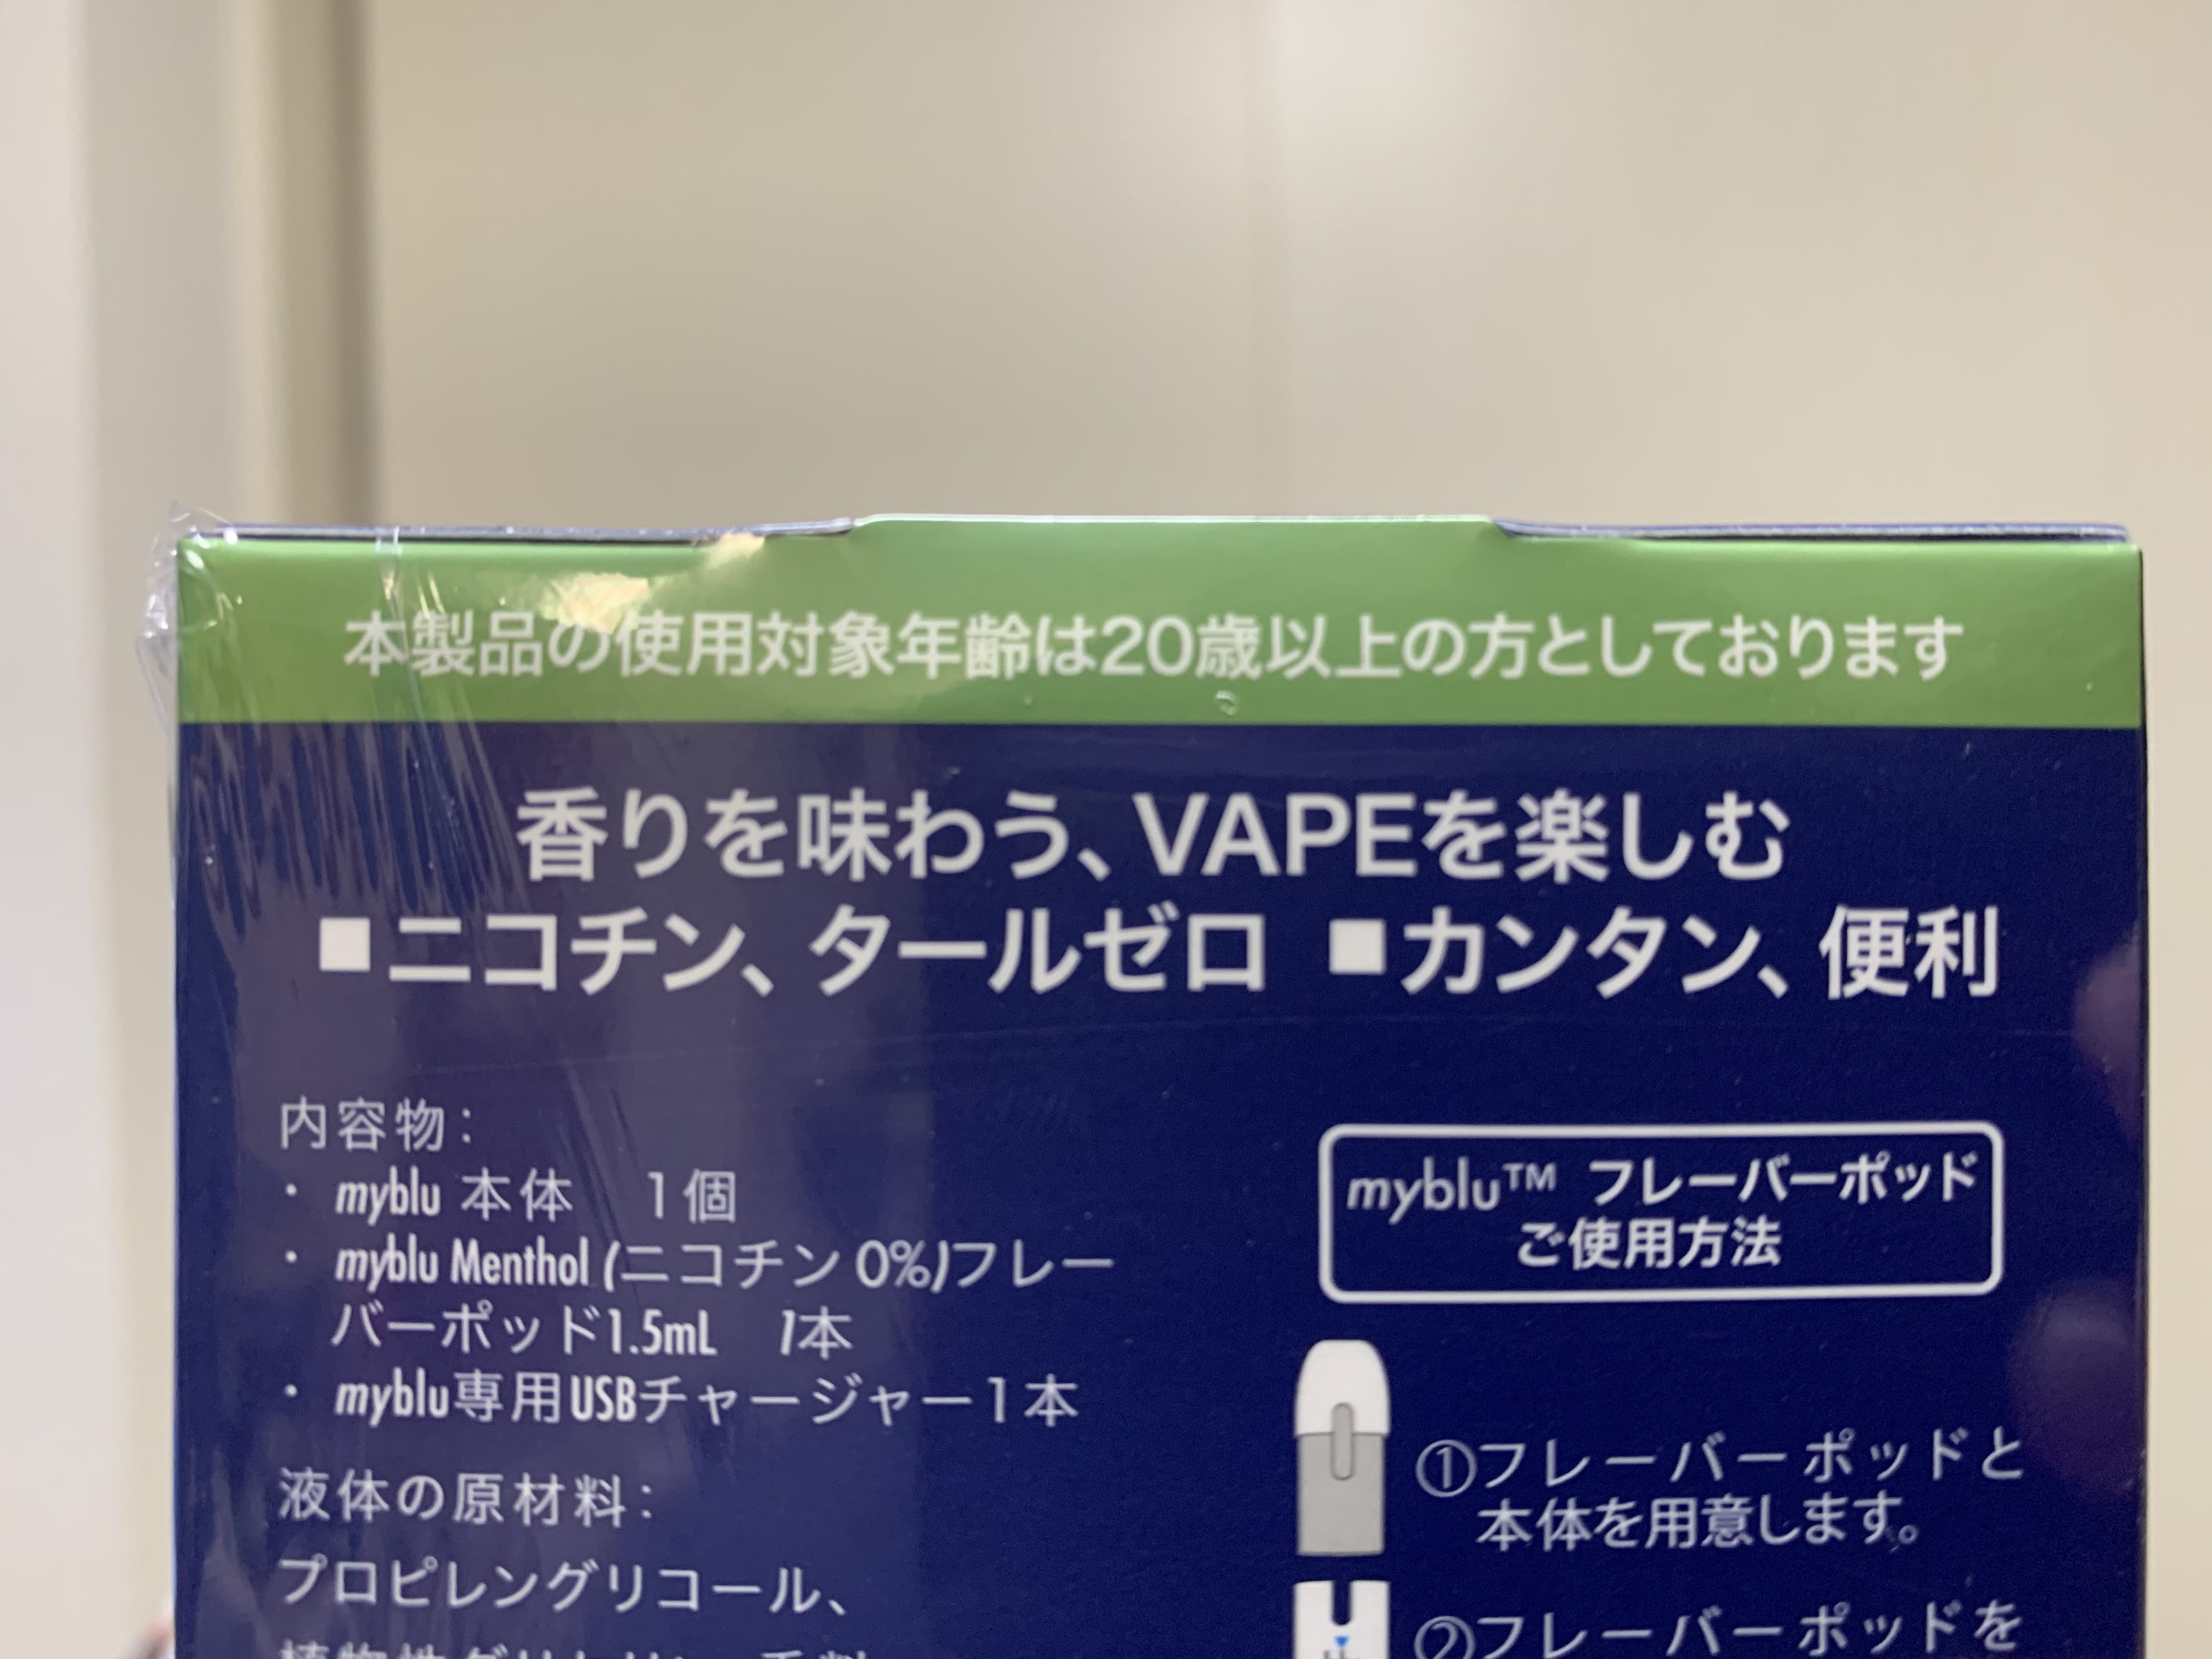 本製品の使用対象年齢は20歳以上の方としております
香りを味わう、VAPEを楽しむ
■ニコチン、タールゼロ ■カンタン、便利
内容物：
・ myblu 本体　1個
・ myblu Menthol (ニコチン 0%)フレー
バーポッド1.5mL　1本
・ myblu専用USBチャージャー1本
液体の原材料：
プロピレングリコール、
myblu™ フレーバーポッド
ご使用方法
①フレーバーポッドと
本体を用意します。
②フレーバーポッドを